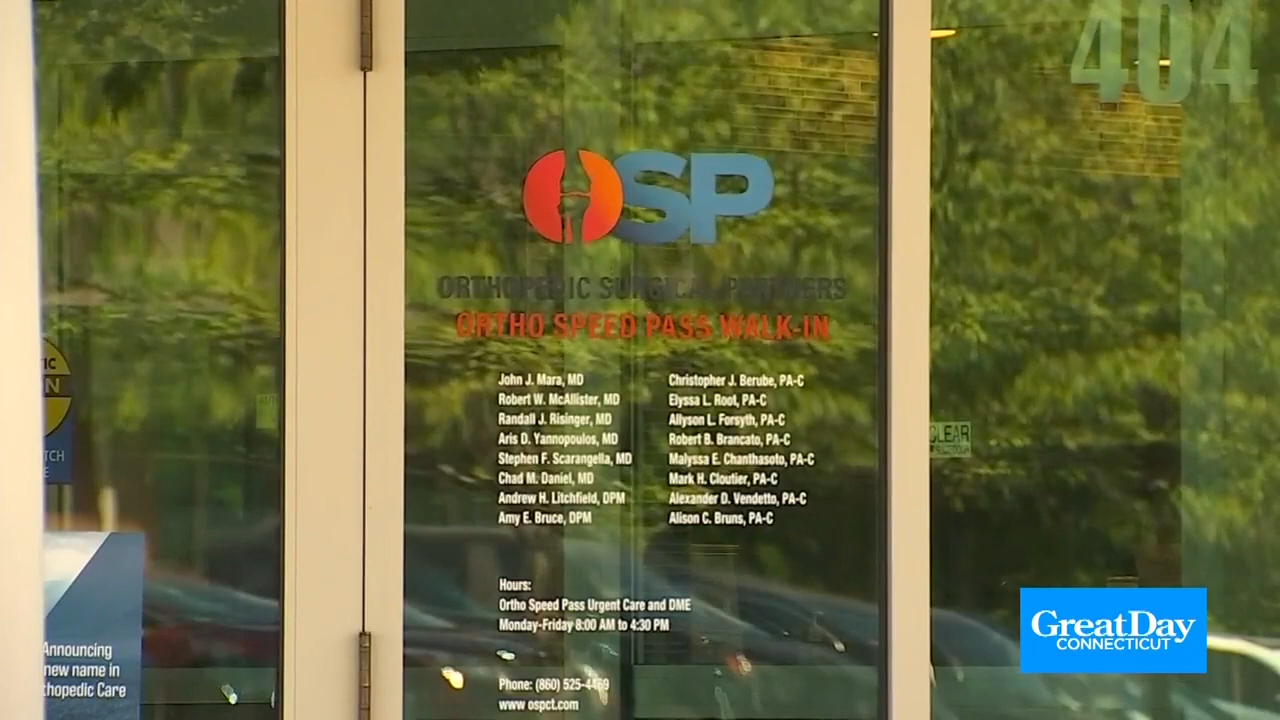 404
OSP
ORTHOPEDIC SURGICAL PARTNERS
ORTHO SPEED PASS WALK-IN
John J. Mara, MD
Robert W. McAllister, MD
Randall J. Risinger, MD
Aris D. Yannopoulos, MD
Stephen F. Scarangella, MD
Chad M. Daniel, MD
Andrew H. Litchfield, DPM
Amy E. Bruce, DPM
Christopher J. Berube, PA-C
Elyssa L. Root, PA-C
Allyson L. Forsyth, PA-C
Robert B. Brancato, PA-C
Malyssa E. Chanthasoto, PA-C
Mark H. Cloutier, PA-C
Alexander D. Vendetto, PA-C
Alison C. Bruns, PA-C
Hours:
Ortho Speed Pass Urgent Care and DME
Monday-Friday 8:00 AM to 4:30 PM
Phone: (860) 525-4469
www.ospct.com
IC
N
TCH
E
Announcing
new name in
thopedic Care
CLEAR
GreatDay
CONNECTICUT